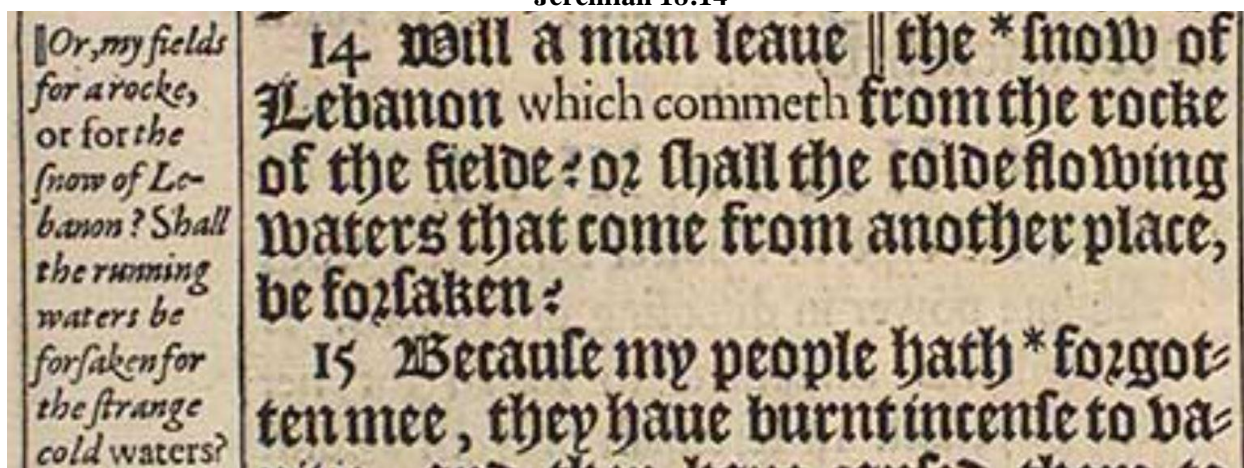 Jeremiah 18:14
‖Or, my fields
for a rocke,
or for the
ſnow of Le-
banon? Shall
the running
waters be
forſaken for
the ſtrange
cold waters?
14 Will a man leaue ‖ the * ſnow of
Lebanon which commeth from the rocke
of the fielde? or ſhall the colde flowing
waters that come from another place,
be forſaken?
15 Becauſe my people hath * forgot-
ten mee, they haue burnt incenſe to va-